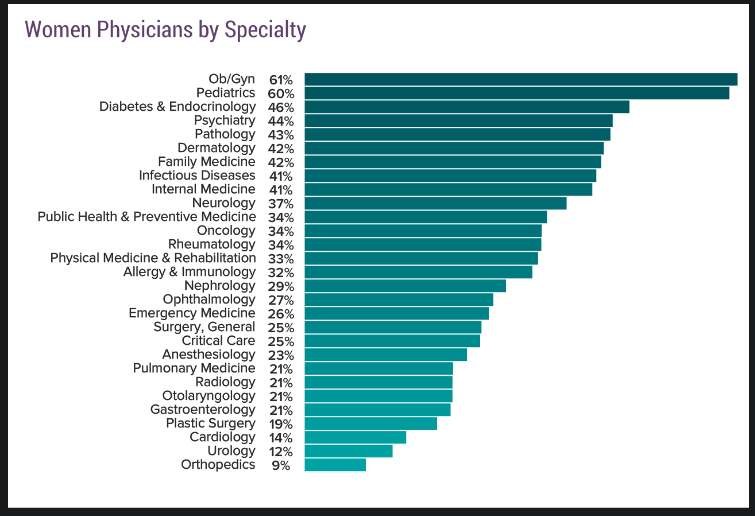 Women Physicians by Specialty
Ob/Gyn 61%
Pediatrics 60%
Diabetes & Endocrinology 46%
Psychiatry 44%
Pathology 43%
Dermatology 42%
Family Medicine 42%
Infectious Diseases 41%
Internal Medicine 41%
Neurology 37%
Public Health & Preventive Medicine 34%
Oncology 34%
Rheumatology 34%
Physical Medicine & Rehabilitation 33%
Allergy & Immunology 32%
Nephrology 29%
Ophthalmology 27%
Emergency Medicine 26%
Surgery, General 25%
Critical Care 25%
Anesthesiology 23%
Pulmonary Medicine 21%
Radiology 21%
Otolaryngology 21%
Gastroenterology 21%
Plastic Surgery 19%
Cardiology 14%
Urology 12%
Orthopedics 9%